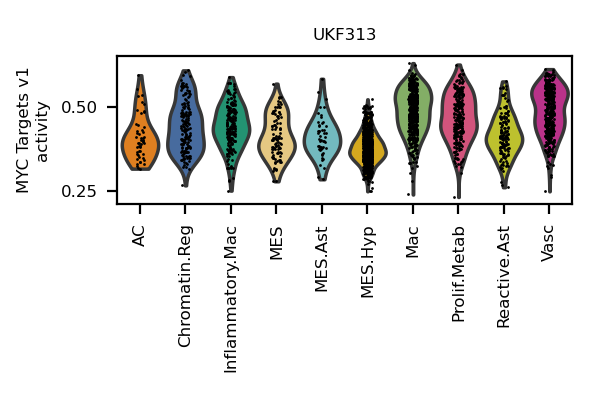 UKF313
MYC Targets v1
activity
0.50
0.25
AC
Chromatin.Reg
Inflammatory.Mac
MES
MES.Ast
MES.Hyp
Mac
Prolif.Metab
Reactive.Ast
Vasc